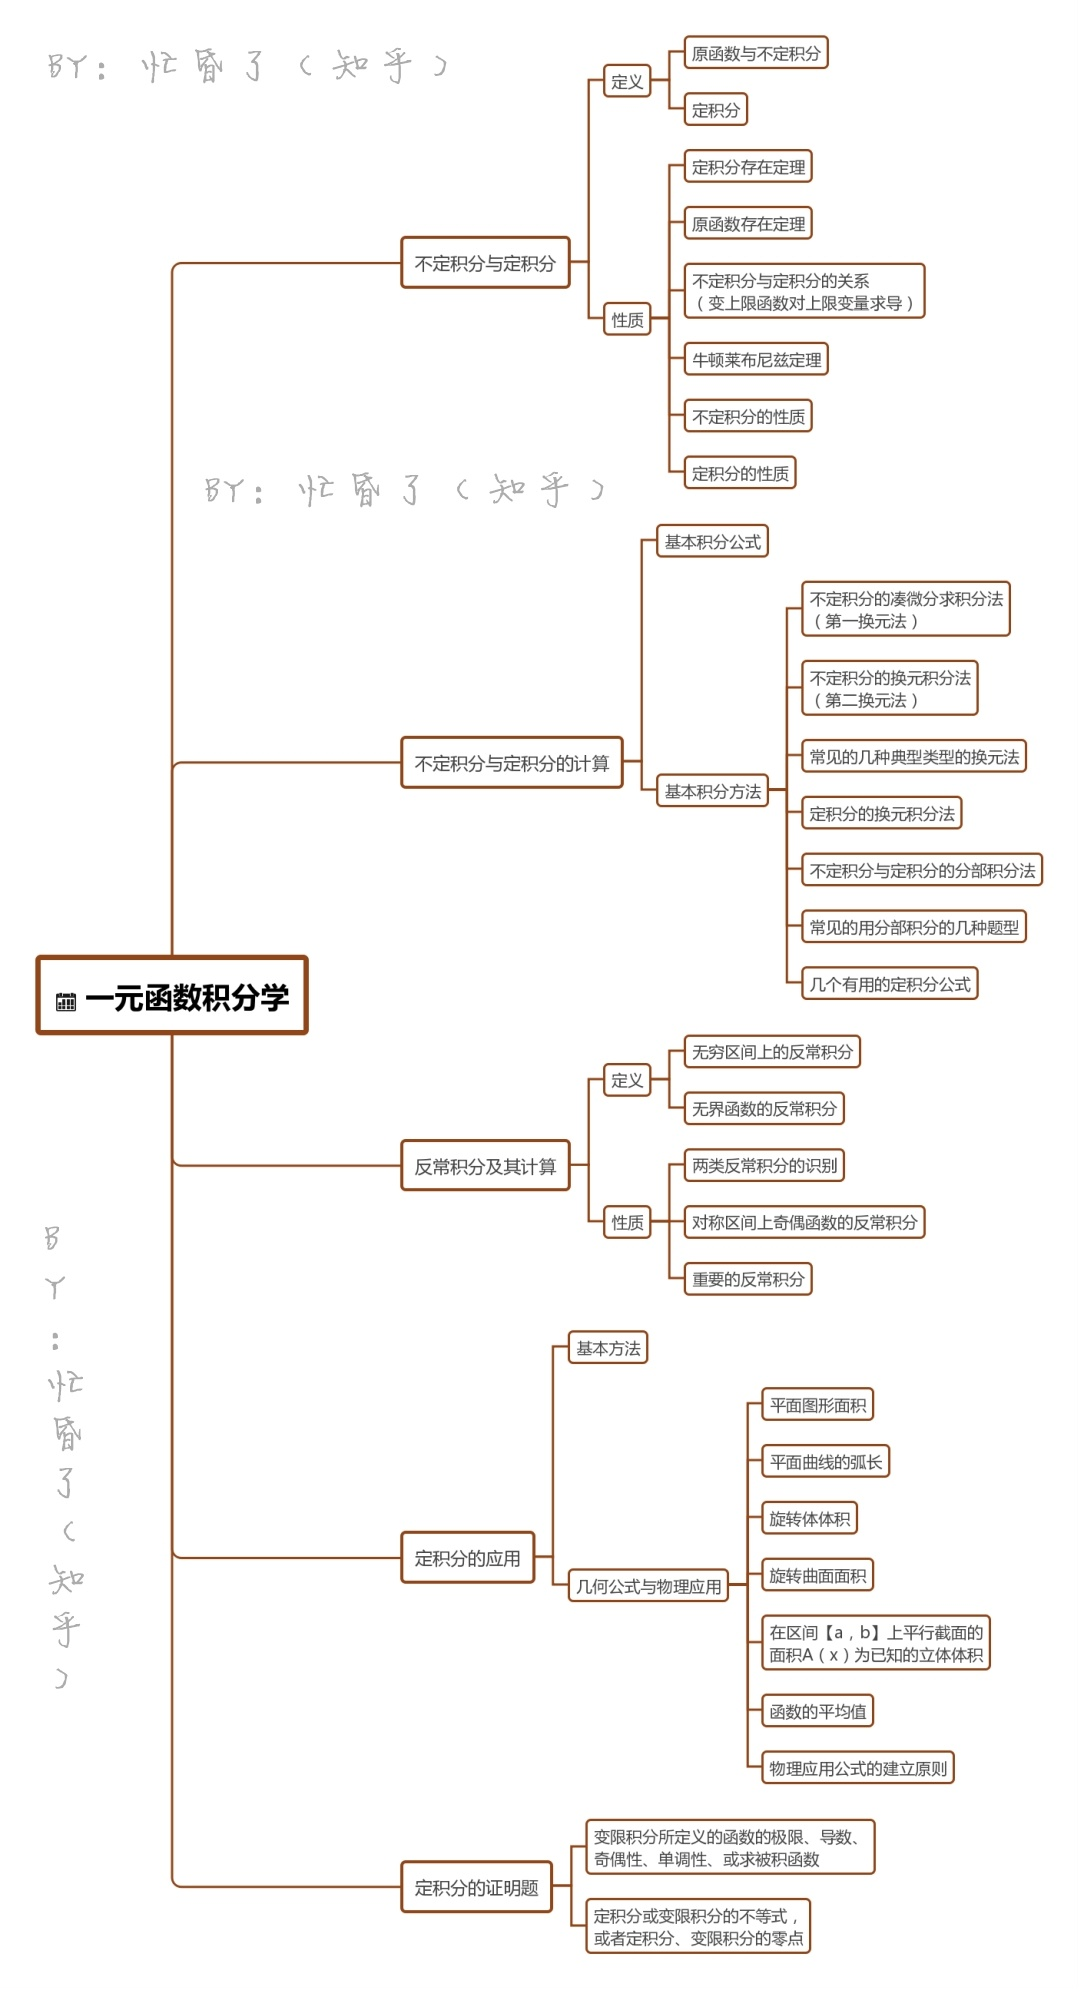 BY：忙昏了（知乎）
原函数与不定积分
定义
定积分
定积分存在定理
原函数存在定理
不定积分与定积分
不定积分与定积分的关系
（变上限函数对上限变量求导）
性质
牛顿莱布尼兹定理
不定积分的性质
定积分的性质
BY：忙昏了（知乎）
基本积分公式
不定积分的凑微分求积分法
（第一换元法）
不定积分的换元积分法
（第二换元法）
常见的几种典型类型的换元法
不定积分与定积分的计算
基本积分方法
定积分的换元积分法
不定积分与定积分的分部积分法
常见的用分部积分的几种题型
几个有用的定积分公式
一元函数积分学
无穷区间上的反常积分
定义
无界函数的反常积分
反常积分及其计算
两类反常积分的识别
性质
对称区间上奇偶函数的反常积分
重要的反常积分
BY：忙昏了（知乎）
基本方法
平面图形面积
平面曲线的弧长
旋转体体积
定积分的应用
几何公式与物理应用
旋转曲面面积
在区间【a，b】上平行截面的
面积A（x）为已知的立体体积
函数的平均值
物理应用公式的建立原则
变限积分所定义的函数的极限、导数、
奇偶性、单调性、或求被积函数
定积分的证明题
定积分或变限积分的不等式，
或者定积分、变限积分的零点